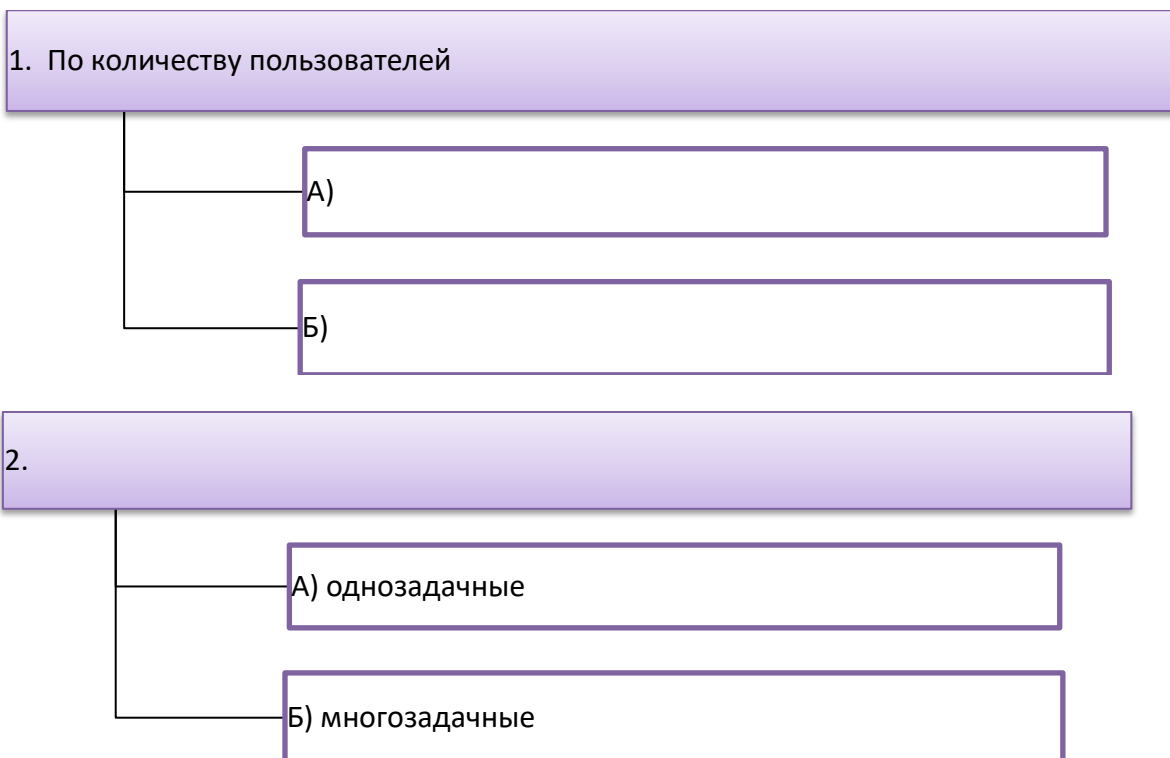 1. По количеству пользователей
А)
Б)
2.
А) однозадачные
Б) многозадачные